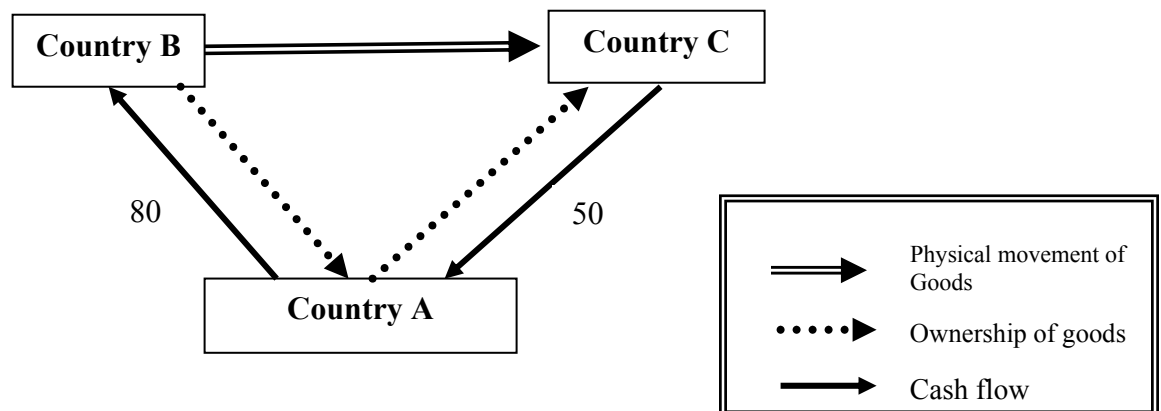 Country B
Country C
80
50
Country A
Physical movement of
Goods
Ownership of goods
Cash flow